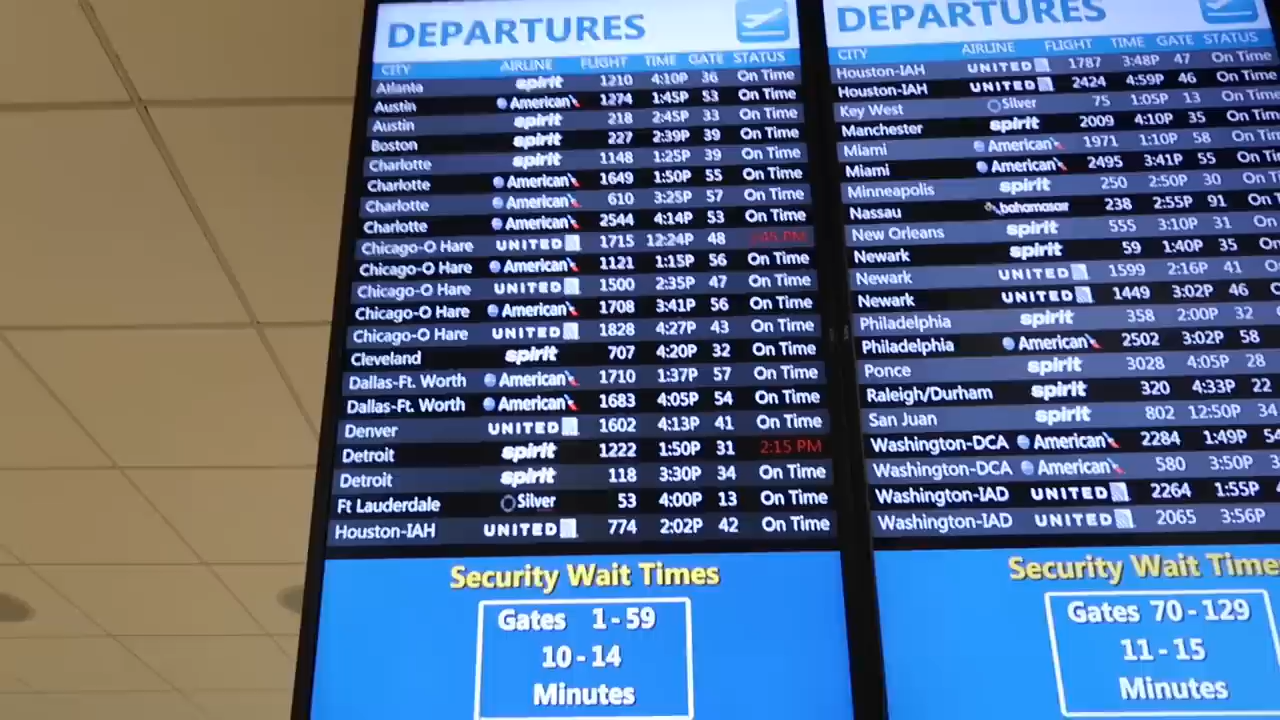 DEPARTURES
CITY AIRLINE FLIGHT TIME GATE STATUS
Atlanta spirit 1210 4:10P 36 On Time
Austin American 1274 1:45P 53 On Time
Austin spirit 218 2:45P 33 On Time
Boston spirit 227 2:39P 39 On Time
Charlotte spirit 1148 1:25P 39 On Time
Charlotte American 1649 1:50P 55 On Time
Charlotte American 610 3:25P 57 On Time
Charlotte American 2544 4:14P 53 On Time
Chicago-O Hare UNITED 1715 12:24P 48 :45 PM
Chicago-O Hare American 1121 1:15P 56 On Time
Chicago-O Hare UNITED 1500 2:35P 47 On Time
Chicago-O Hare American 1708 3:41P 56 On Time
Chicago-O Hare UNITED 1828 4:27P 43 On Time
Cleveland spirit 707 4:20P 32 On Time
Dallas-Ft. Worth American 1710 1:37P 57 On Time
Dallas-Ft. Worth American 1683 4:05P 54 On Time
Denver UNITED 1602 4:13P 41 On Time
Detroit spirit 1222 1:50P 31 2:15 PM
Detroit spirit 118 3:30P 34 On Time
Ft Lauderdale Silver 53 4:00P 13 On Time
Houston-IAH UNITED 774 2:02P 42 On Time
Security Wait Times
Gates 1 - 59
10 - 14
Minutes
DEPARTURES
CITY AIRLINE FLIGHT TIME GATE STATUS
Houston-IAH UNITED 1787 3:48P 47 On Time
Houston-IAH UNITED 2424 4:59P 46 On Time
Key West Silver 75 1:05P 13 On Time
Manchester spirit 2009 4:10P 35 On Time
Miami American 1971 1:10P 58 On Time
Miami American 2495 3:41P 55 On Tim
Minneapolis spirit 250 2:50P 30 On Ti
Nassau bahamasair 238 2:55P 91 On T
New Orleans spirit 555 3:10P 31 On
Newark spirit 59 1:40P 35 On
Newark UNITED 1599 2:16P 41 O
Newark UNITED 1449 3:02P 46 O
Philadelphia spirit 358 2:00P 32
Philadelphia American 2502 3:02P 58
Ponce spirit 3028 4:05P 28
Raleigh/Durham spirit 320 4:33P 22
San Juan spirit 802 12:50P 34
Washington-DCA American 2284 1:49P 54
Washington-DCA American 580 3:50P
Washington-IAD UNITED 2264 1:55P
Washington-IAD UNITED 2065 3:56P
Security Wait Time
Gates 70 - 129
11 - 15
Minutes